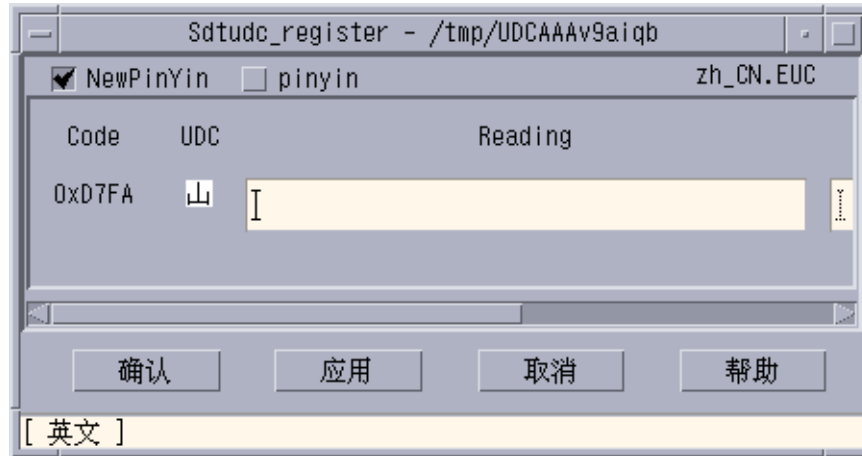 Sdtudc_register - /tmp/UDCAAAv9aiqb
NewPinYin pinyin zh_CN.EUC
Code UDC Reading
0xD7FA 山
确认 应用 取消 帮助
[ 英文 ]